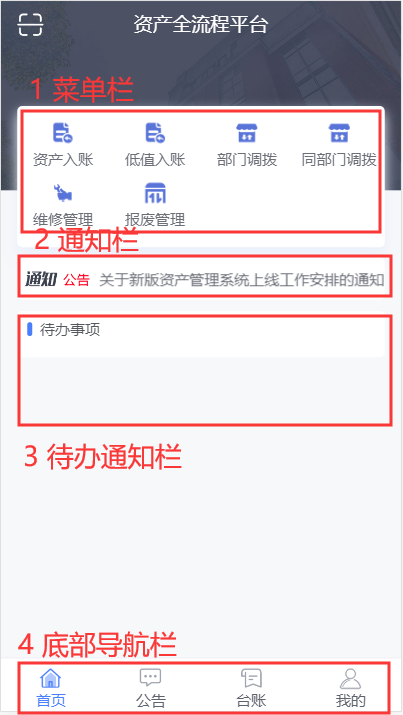 资产全流程平台
1 菜单栏
资产入账 低值入账 部门调拨 同部门调拨
维修管理 报废管理
2 通知栏
通知 公告 关于新版资产管理系统上线工作安排的通知
待办事项
3 待办通知栏
4 底部导航栏
首页 公告 台账 我的